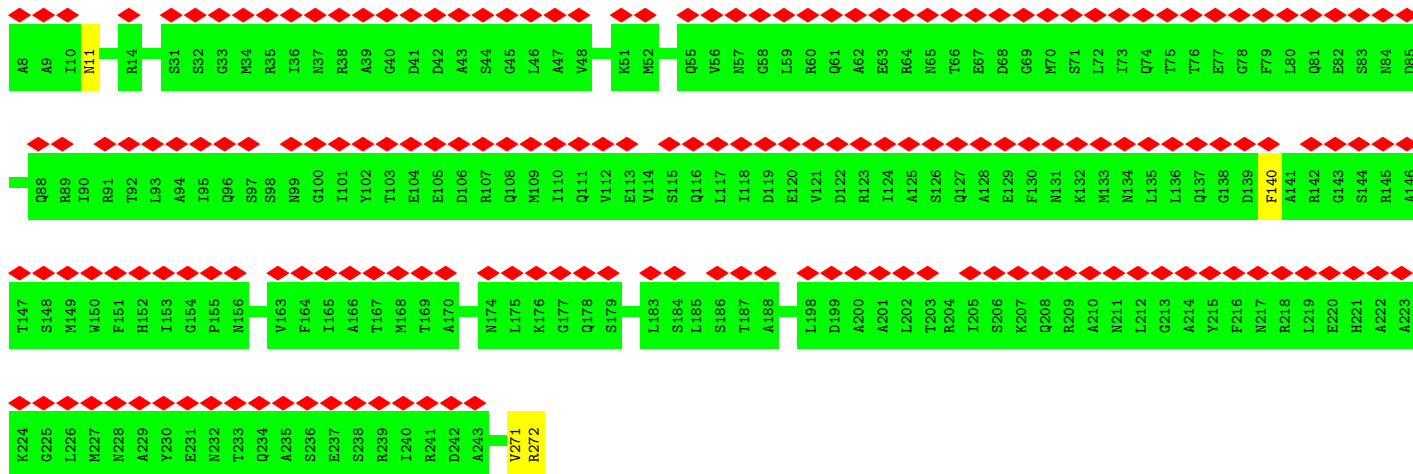 A8 A9 I10 N11 R14 S31 S32 G33 M34 R35 I36 N37 R38 A39 G40 D41 D42 A43 S44 G45 L46 A47 V48 K51 M52 Q55 V56 N57 G58 L59 R60 Q61 A62 E63 R64 N65 T66 E67 D68 G69 M70 S71 L72 I73 Q74 T75 T76 E77 G78 F79 L80 Q81 E82 S83 N84 D85
Q88 R89 I90 R91 T92 L93 A94 I95 Q96 S97 S98 N99 G100 I101 Y102 T103 E104 E105 D106 R107 Q108 M109 I110 Q111 V112 E113 V114 S115 Q116 L117 I118 D119 E120 V121 D122 R123 I124 A125 S126 Q127 A128 E129 F130 N131 K132 M133 N134 L135 L136 Q137 G138 D139 F140 A141 R142 G143 S144 R145 A146
T147 S148 M149 W150 F151 H152 I153 G154 P155 N156 V163 F164 I165 A166 T167 M168 T169 A170 N174 L175 K176 G177 Q178 S179 L183 S184 L185 S186 T187 A188 L198 D199 A200 A201 L202 T203 R204 I205 S206 K207 Q208 R209 A210 N211 L212 G213 A214 Y215 F216 N217 R218 L219 E220 H221 A222 A223
K224 G225 L226 M227 N228 A229 Y230 E231 N232 T233 Q234 A235 S236 E237 S238 R239 I240 R241 D242 A243 V271 R272